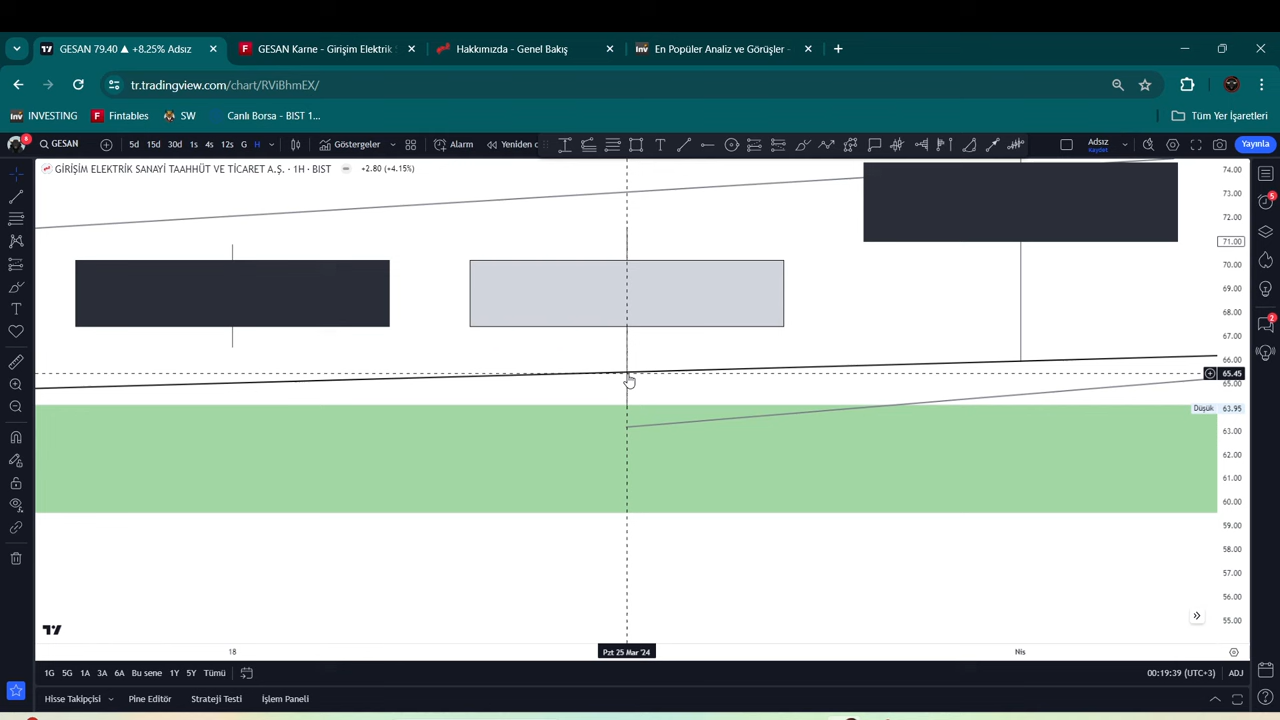 GESAN 79.40 ▲ +8.25% Adsız
GESAN Karne - Girişim Elektrik
Hakkımızda - Genel Bakış
En Popüler Analiz ve Görüşler -
tr.tradingview.com/chart/RViBhmEX/
INVESTING
Fintables
SW
Canlı Borsa - BIST 1...
Tüm Yer İşaretleri
GESAN
5d 15d 30d 1s 4s 12s G H
Göstergeler
Alarm
Yeniden
Adsız
Kaydet
Yayınla
GİRİŞİM ELEKTRİK SANAYİ TAAHHÜT VE TİCARET A.Ş. · 1H · BIST
+2.80 (+4.15%)
74.00
73.00
72.00
71.00
70.00
69.00
68.00
67.00
66.00
65.45
65.00
Düşük 63.95
63.00
62.00
61.00
60.00
59.00
58.00
57.00
56.00
55.00
18
Pzt 25 Mar '24
Nis
1G 5G 1A 3A 6A Bu sene 1Y 5Y Tümü
00:19:39 (UTC+3)
ADJ
Hisse Takipçisi
Pine Editör
Strateji Testi
İşlem Paneli